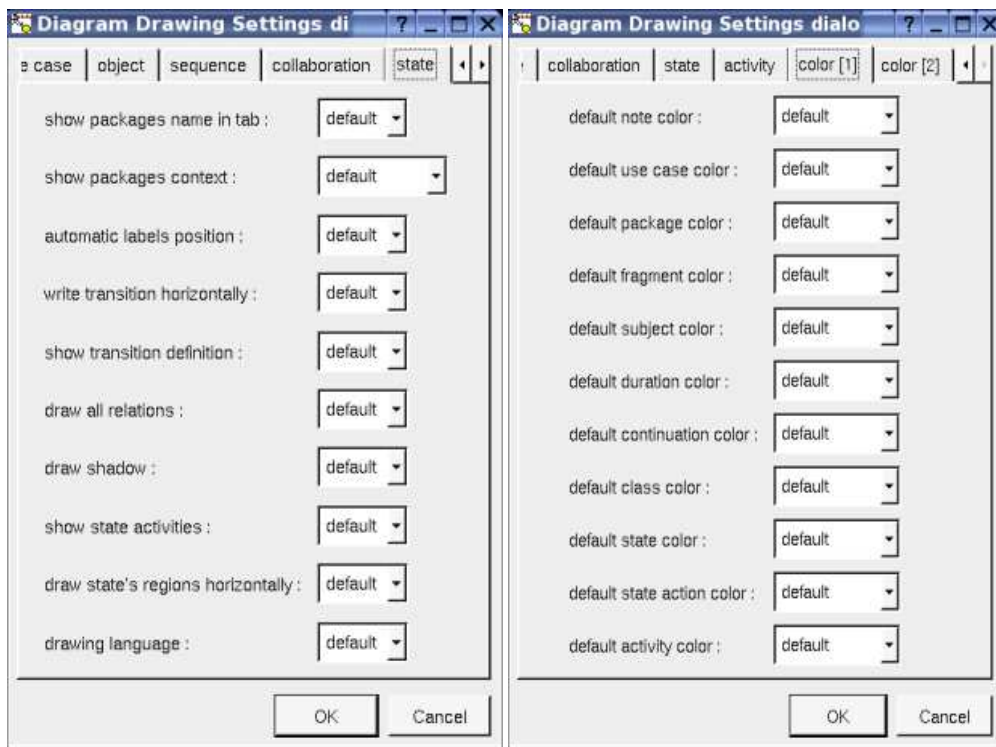 Diagram Drawing Settings di
e case object sequence collaboration state
show packages name in tab : default
show packages context : default
automatic labels position : default
write transition horizontally : default
show transition definition : default
draw all relations : default
draw shadow : default
show state activities : default
draw state's regions horizontally : default
drawing language : default
OK Cancel
Diagram Drawing Settings dialo
collaboration state activity color [1] color [2]
default note color : default
default use case color : default
default package color : default
default fragment color : default
default subject color : default
default duration color : default
default continuation color : default
default class color : default
default state color : default
default state action color : default
default activity color : default
OK Cancel